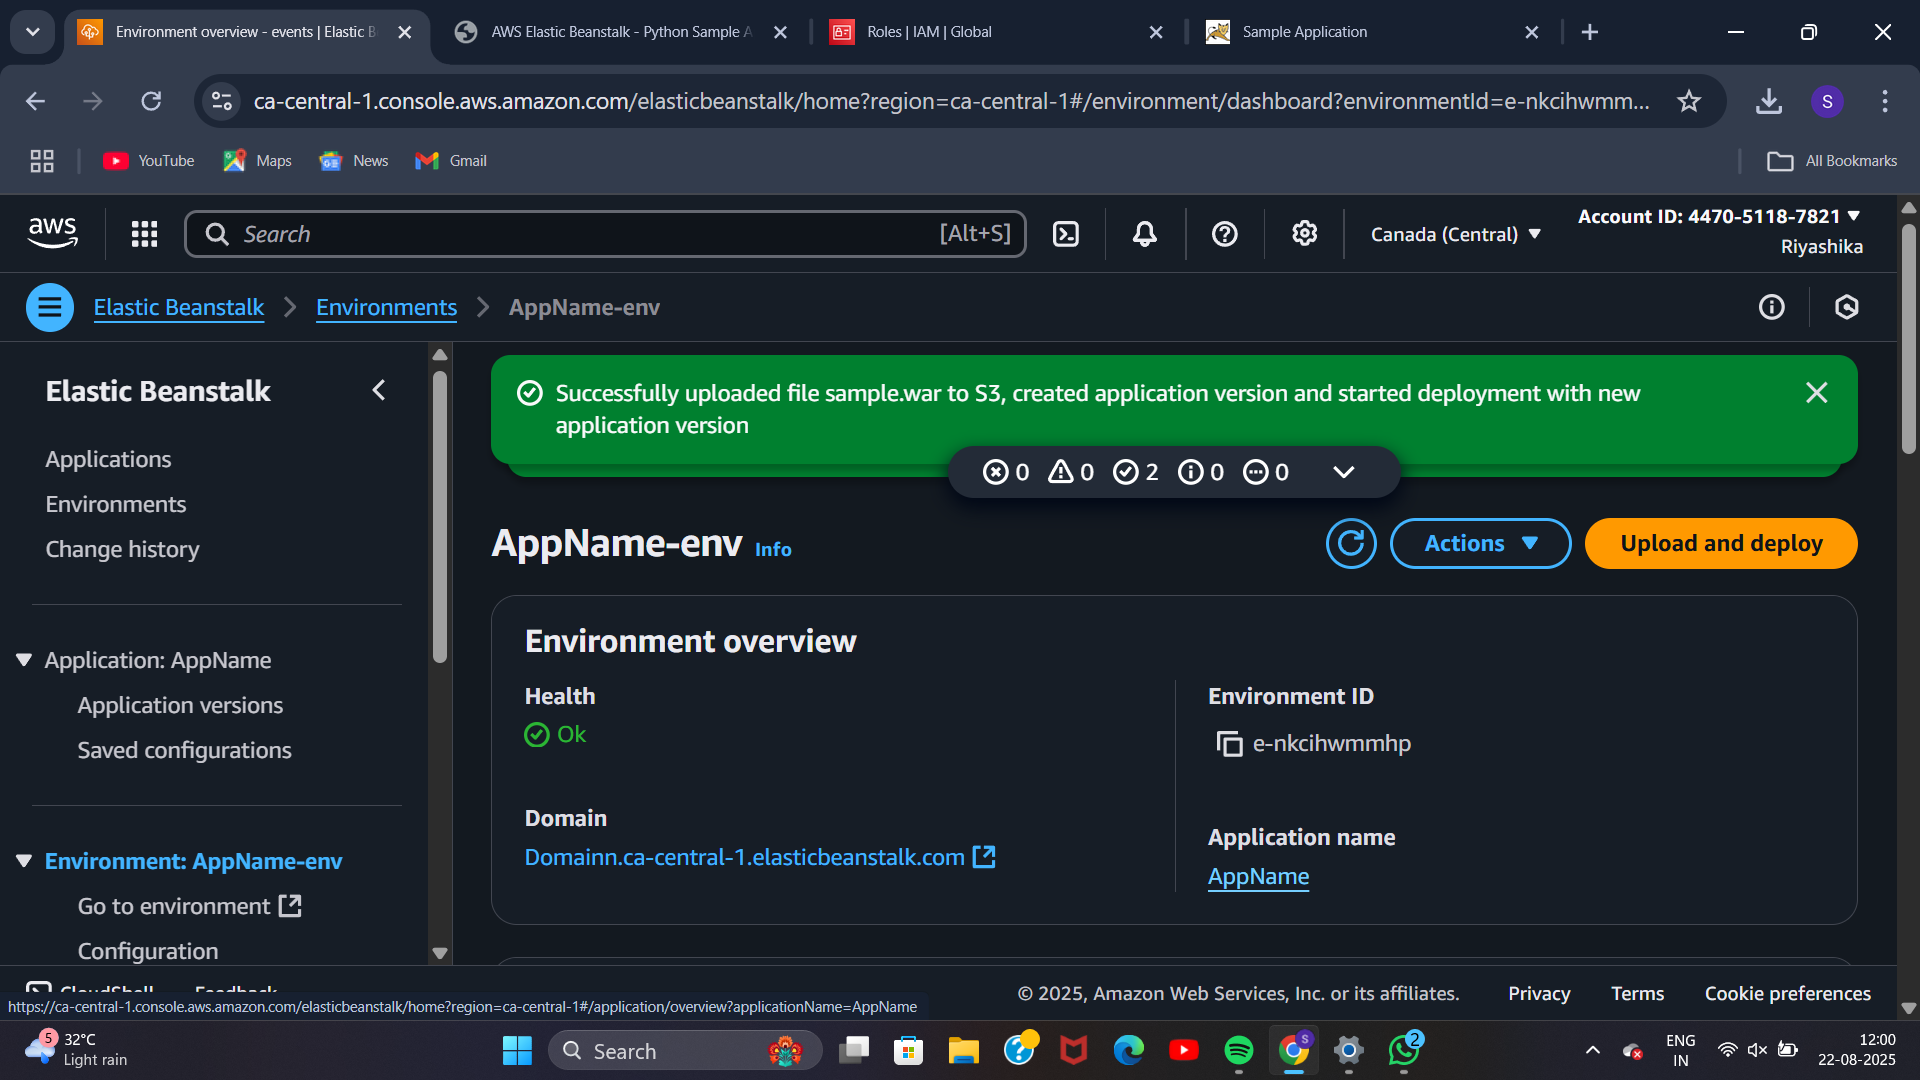 Environment overview - events | Elastic B
AWS Elastic Beanstalk - Python Sample A
Roles | IAM | Global
Sample Application
ca-central-1.console.aws.amazon.com/elasticbeanstalk/home?region=ca-central-1#/environment/dashboard?environmentId=e-nkcihwmm...
S
YouTube
Maps
News
Gmail
All Bookmarks
aws
Search
[Alt+S]
Canada (Central)
Account ID: 4470-5118-7821
Riyashika
Elastic Beanstalk
Environments
AppName-env
Elastic Beanstalk
Applications
Environments
Change history
Application: AppName
Application versions
Saved configurations
Environment: AppName-env
Go to environment
Configuration
Successfully uploaded file sample.war to S3, created application version and started deployment with new
application version
0 0 2 0 0
AppName-env Info
Actions
Upload and deploy
Environment overview
Health
Ok
Environment ID
e-nkcihwmmhp
Domain
Domainn.ca-central-1.elasticbeanstalk.com
Application name
AppName
CloudShell
Feedback
© 2025, Amazon Web Services, Inc. or its affiliates.
Privacy
Terms
Cookie preferences
https://ca-central-1.console.aws.amazon.com/elasticbeanstalk/home?region=ca-central-1#/application/overview?applicationName=AppName
5
32°C
Light rain
Search
S
2
ENG
IN
12:00
22-08-2025